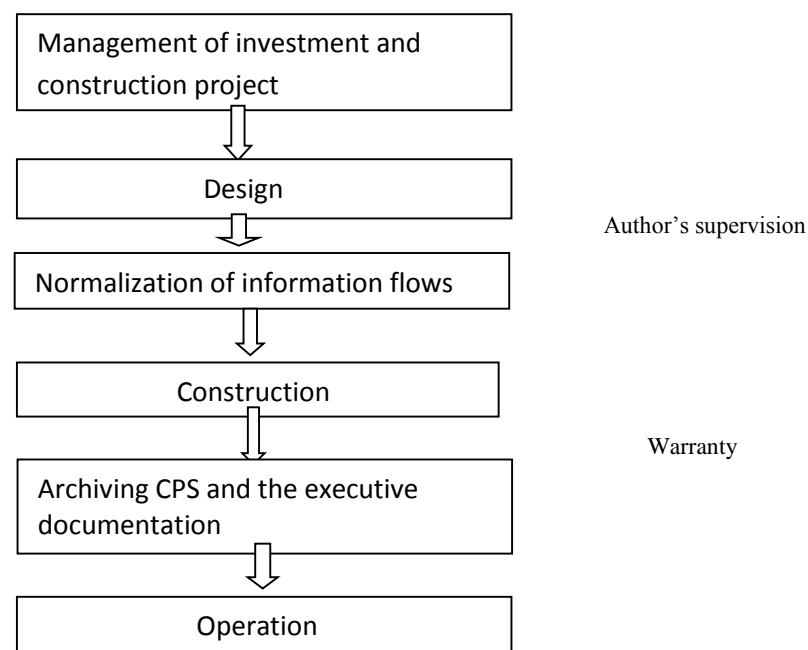 Management of investment and
construction project
Design
Author’s supervision
Normalization of information flows
Construction
Warranty
Archiving CPS and the executive
documentation
Operation